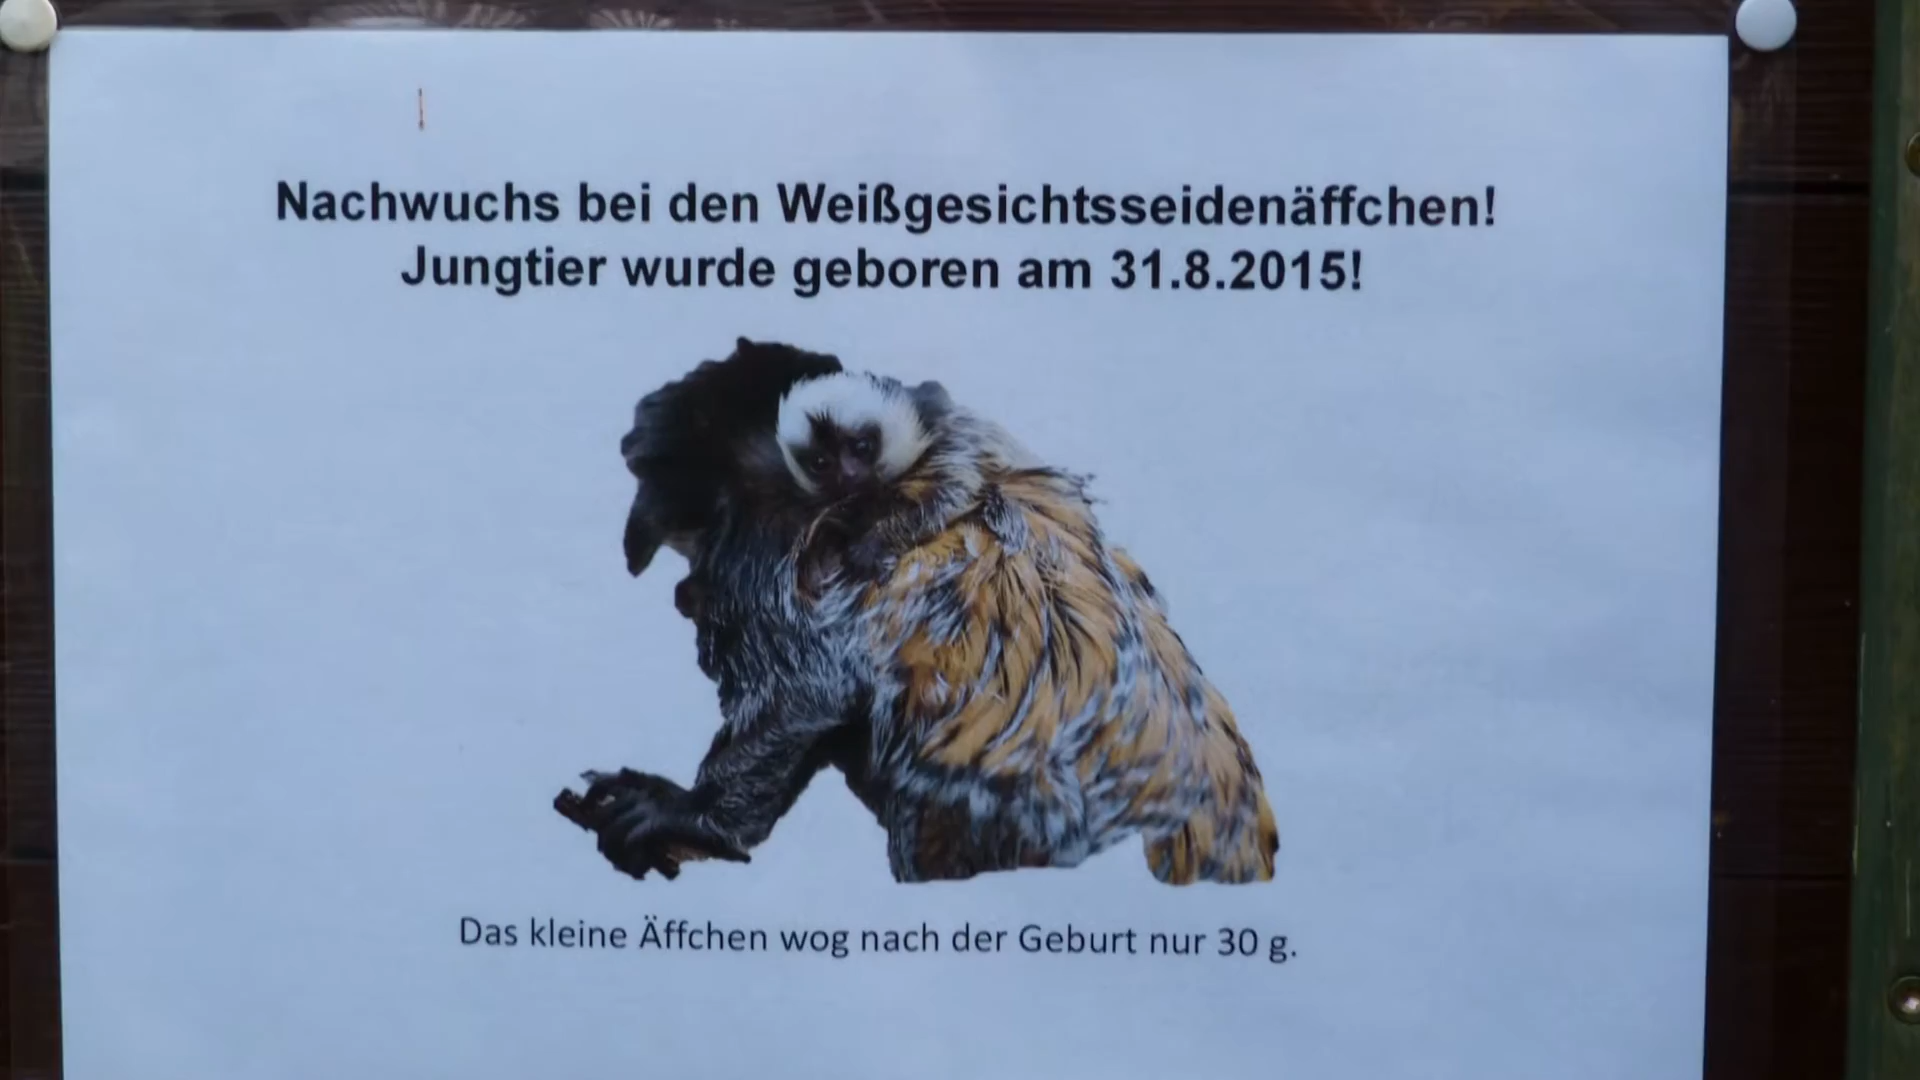 Nachwuchs bei den Weißgesichtsseidenäffchen!
Jungtier wurde geboren am 31.8.2015!
Das kleine Äffchen wog nach der Geburt nur 30 g.